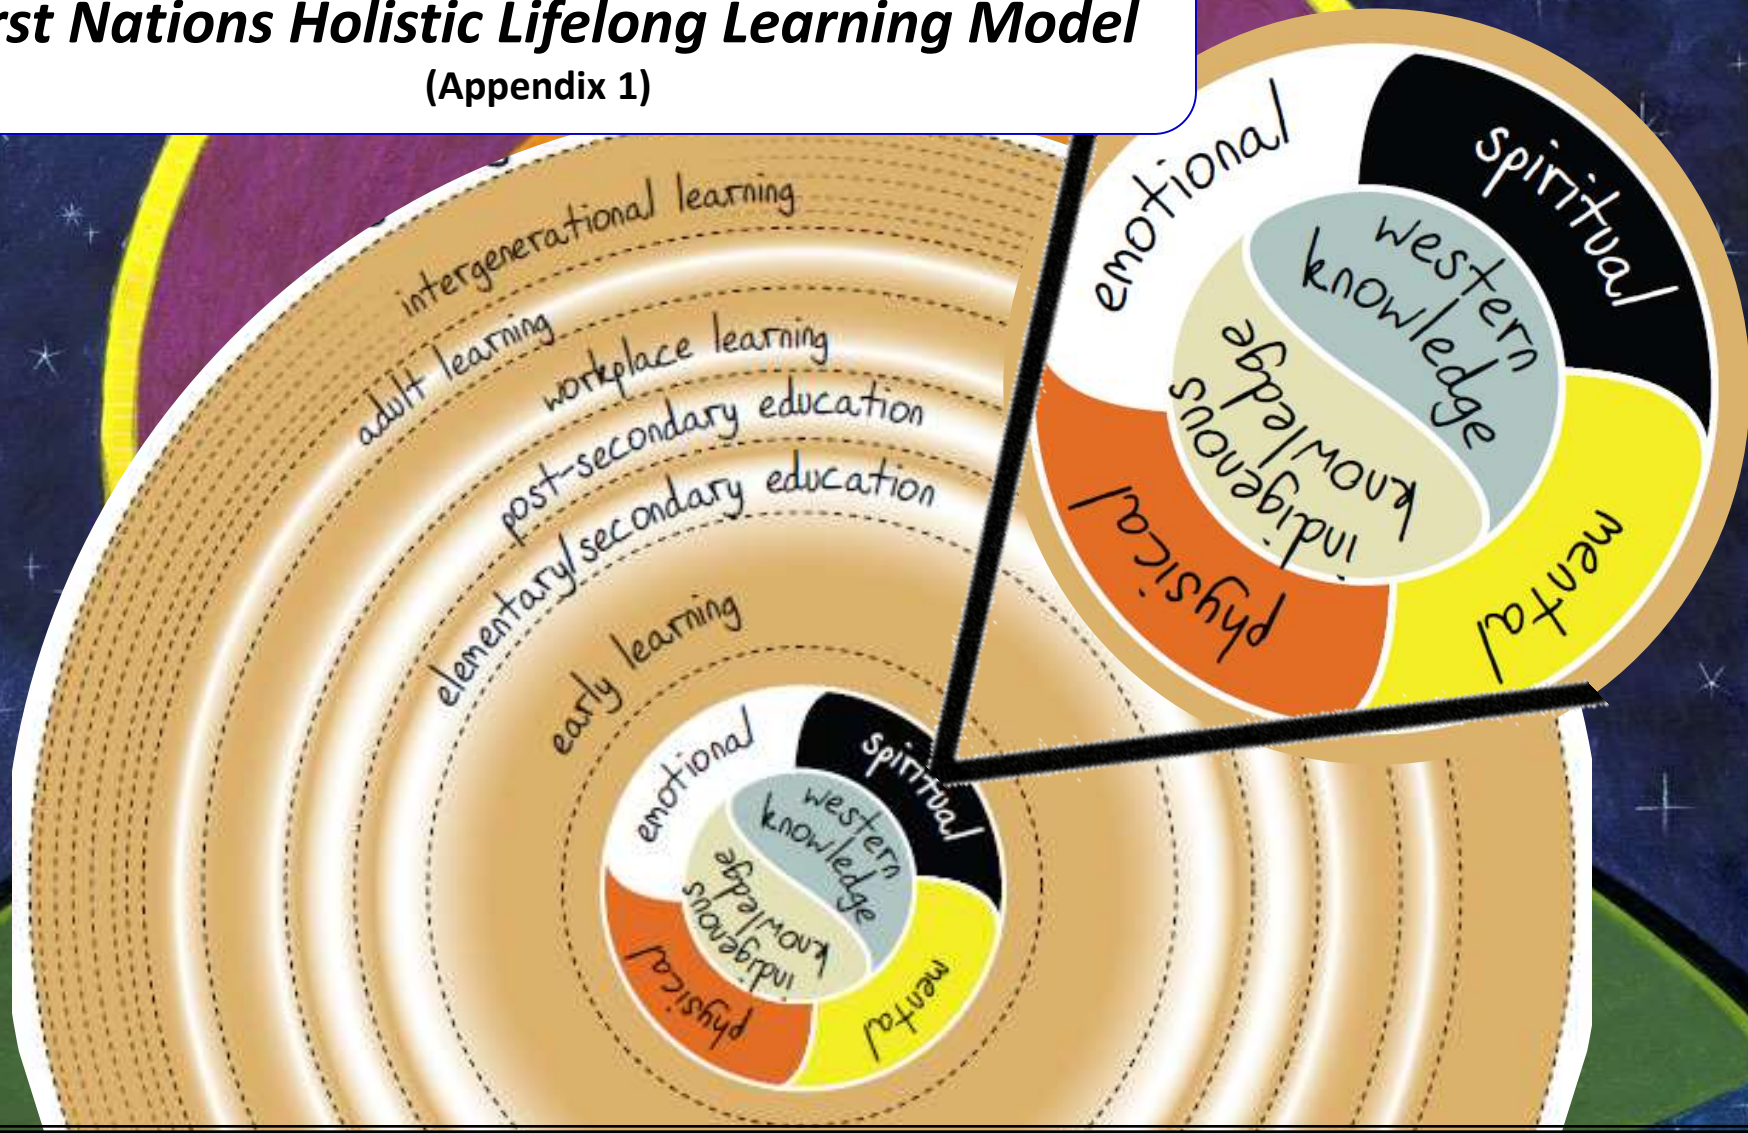 rst Nations Holistic Lifelong Learning Model
(Appendix 1)
intergenerational learning
adult learning
workplace learning
post-secondary education
elementary/secondary education
early learning
emotional
spiritual
western
knowledge
indigenous
knowledge
physical
mental
emotional
spiritual
western
knowledge
indigenous
knowledge
physical
mental